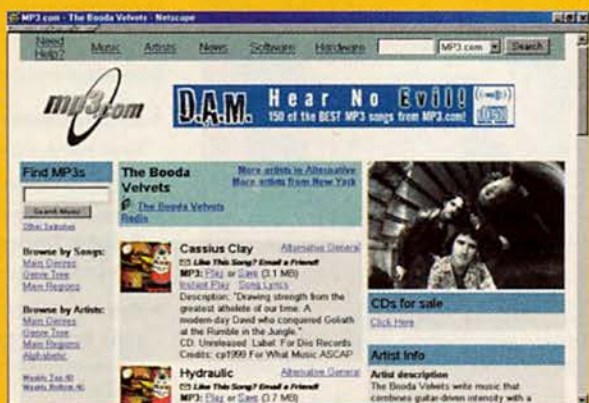 MP3.com - The Booda Velvets - Netscape
Need Help? Music Artists News Software Hardware MP3.com Search
mp3.com
D.A.M. Hear No Evil!
150 of the BEST MP3 songs from MP3.com!
Find MP3s
Search Music
Browse by Songs:
Main Genres
Genre Tree
Main Regions
Browse by Artists:
Main Genres
Genre Tree
Main Regions
Alphabetic
Weekly Top 40
Weekly Bottom 40
The Booda
Velvets
More artists in Alternative
More artists from New York
The Booda Velvets
Radio
Cassius Clay Alternative General
Like This Song? Email a Friend!
MP3: Play or Save (3.1 MB)
Instant Play Song Lyrics
Description: "Drawing strength from the
greatest athelete of our time. A
modern-day David who conquered Goliath
at the Rumble in the Jungle."
CD: Unreleased Label: For Dis Records
Credits: cp1999 For What Music ASCAP
Hydraulic Alternative General
Like This Song? Email a Friend!
MP3: Play or Save (3.7 MB)
CDs for sale
Click Here
Artist Info
Artist description
The Booda Velvets write music that
combines guitar-driven intensity with a